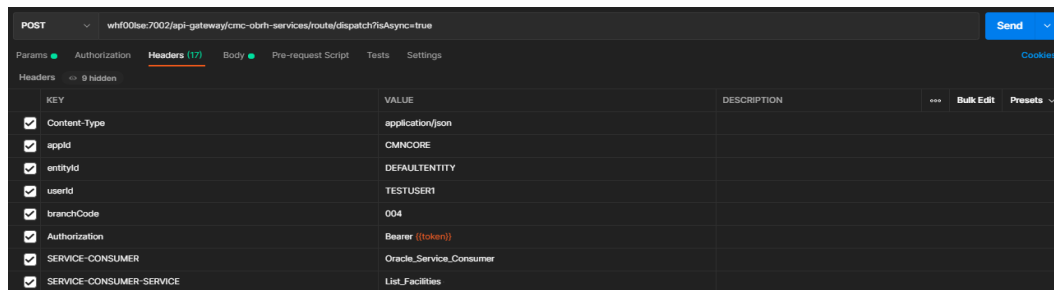 POST whf00lse:7002/api-gateway/cmc-obrh-services/route/dispatch?isAsync=true Send
Params Authorization Headers (17) Body Pre-request Script Tests Settings Cookies
Headers 9 hidden
KEY VALUE DESCRIPTION ooo Bulk Edit Presets
Content-Type application/json
appId CMNCORE
entityId DEFAULTENTITY
userId TESTUSER1
branchCode 004
Authorization Bearer {{token}}
SERVICE-CONSUMER Oracle_Service_Consumer
SERVICE-CONSUMER-SERVICE List_Facilities